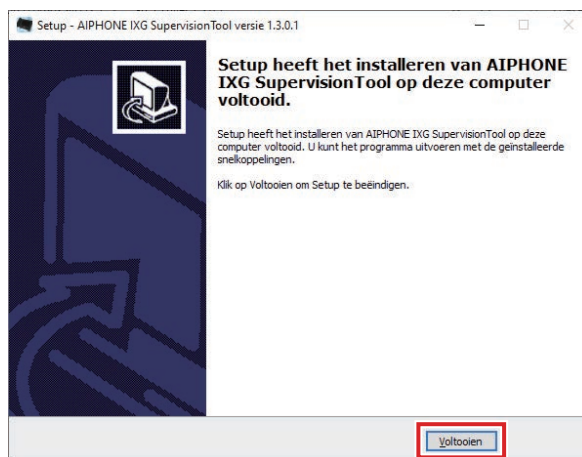 Setup - AIPHONE IXG SupervisionTool versie 1.3.0.1
Setup heeft het installeren van AIPHONE
IXG SupervisionTool op deze computer
voltooid.
Setup heeft het installeren van AIPHONE IXG SupervisionTool op deze
computer voltooid. U kunt het programma uitvoeren met de geïnstalleerde
snelkoppelingen.
Klik op Voltooien om Setup te beëindigen.
Voltooien